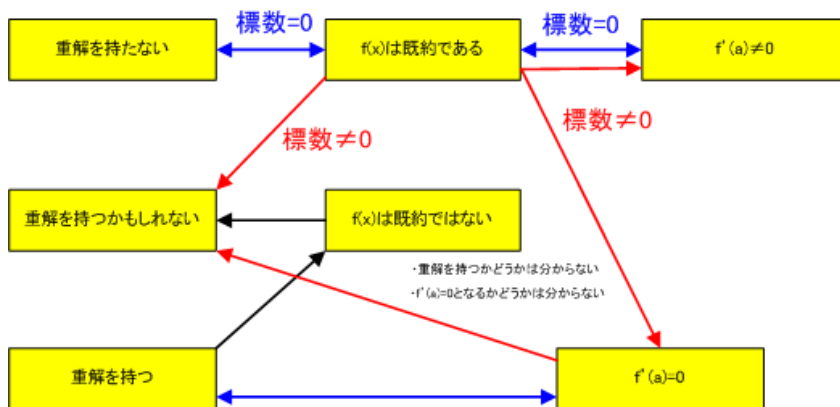 標数=0
標数=0
重解を持たない
f(x)は既約である
f'(a)≠0
標数≠0
標数≠0
重解を持つかもしれない
f(x)は既約ではない
・重解を持つかどうかは分からない
・f'(a)=0となるかどうかは分からない
重解を持つ
f'(a)=0